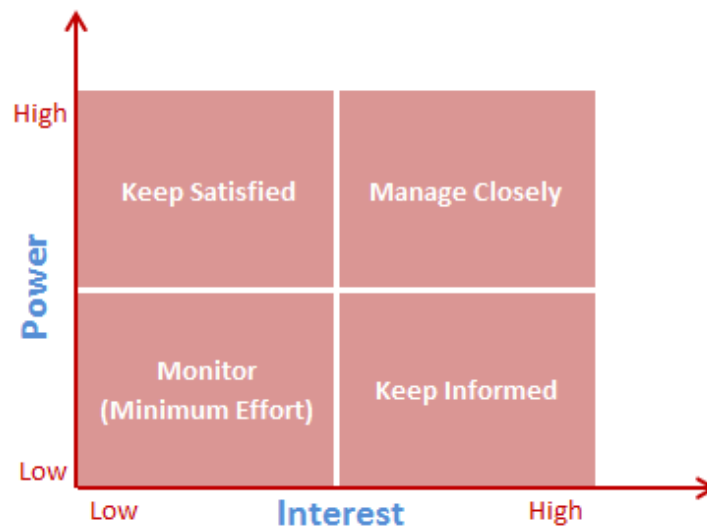 High
Keep Satisfied
Manage Closely
Power
Monitor
(Minimum Effort)
Keep Informed
Low
Low
Interest
High